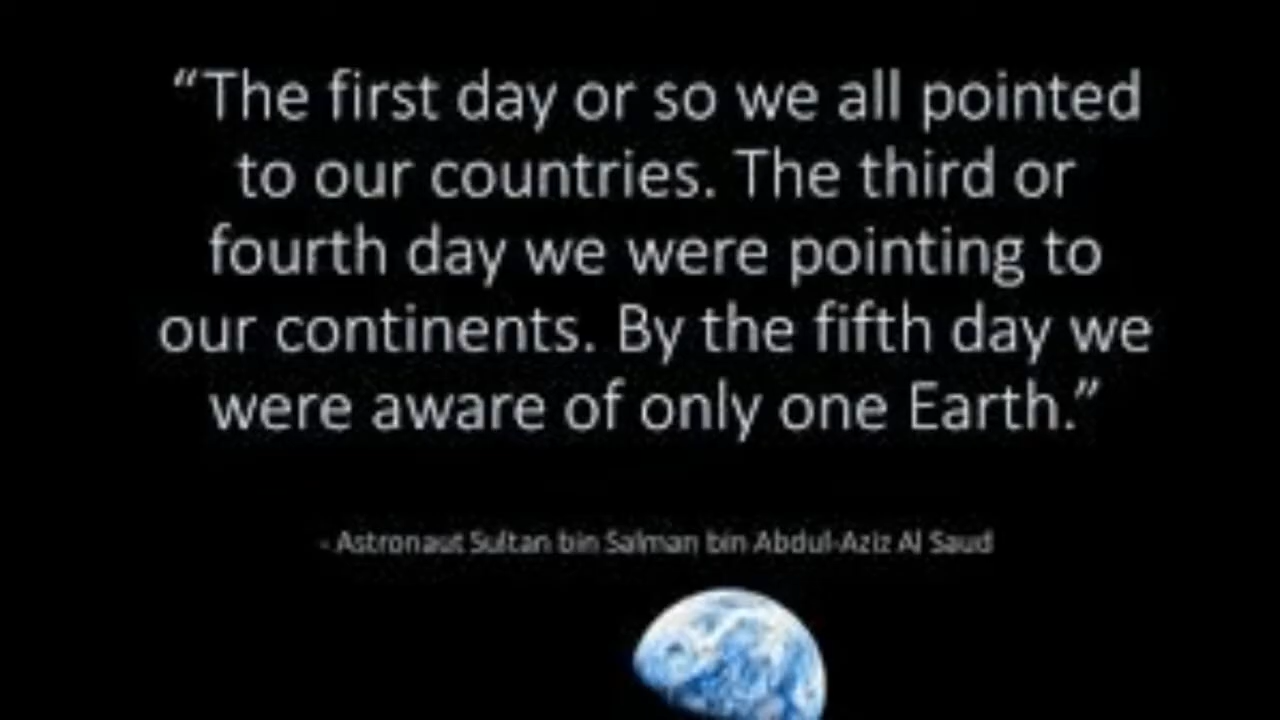 “The first day or so we all pointed
to our countries. The third or
fourth day we were pointing to
our continents. By the fifth day we
were aware of only one Earth.”
- Astronaut Sultan bin Salman bin Abdul-Aziz Al Saud